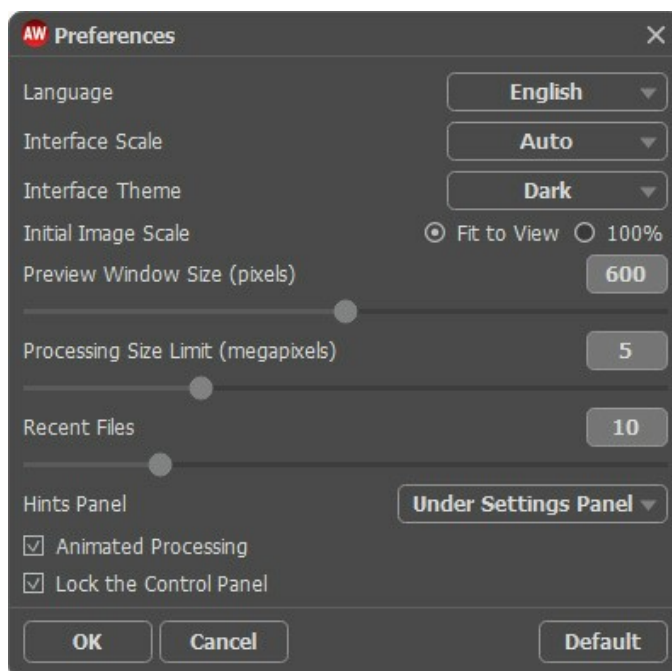 AW Preferences
Language English
Interface Scale Auto
Interface Theme Dark
Initial Image Scale Fit to View 100%
Preview Window Size (pixels) 600
Processing Size Limit (megapixels) 5
Recent Files 10
Hints Panel Under Settings Panel
Animated Processing
Lock the Control Panel
OK Cancel Default